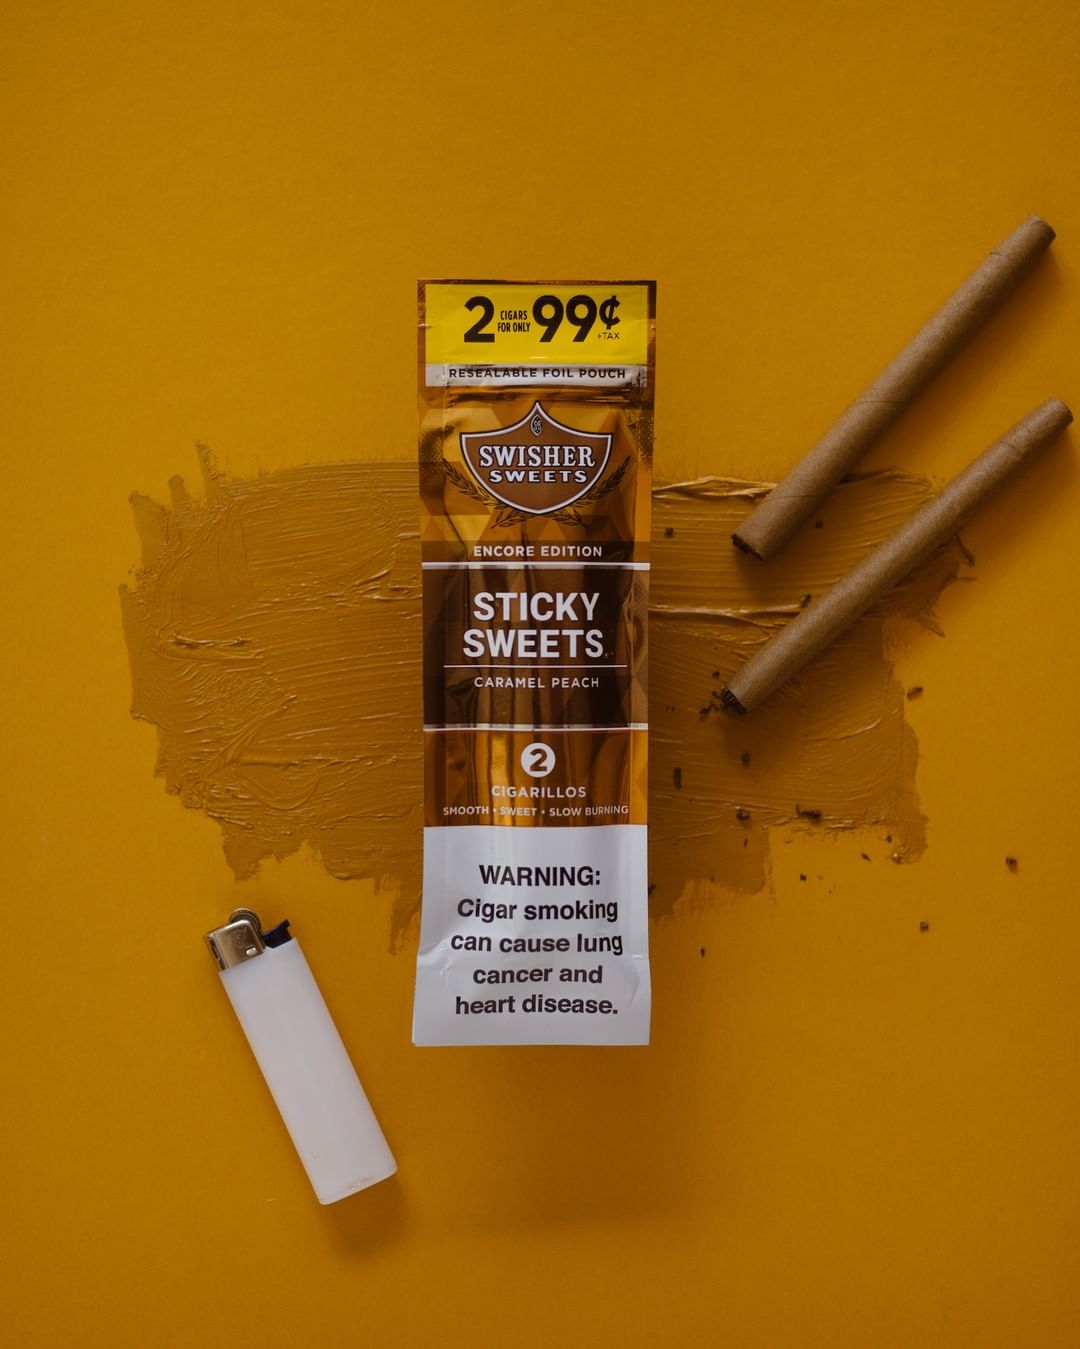 2 CIGARS FOR ONLY 99¢ +TAX
RESEALABLE FOIL POUCH
SWISHER
SWEETS
ENCORE EDITION
STICKY
SWEETS
CARAMEL PEACH
2
CIGARILLOS
SMOOTH • SWEET • SLOW BURNING
WARNING:
Cigar smoking
can cause lung
cancer and
heart disease.